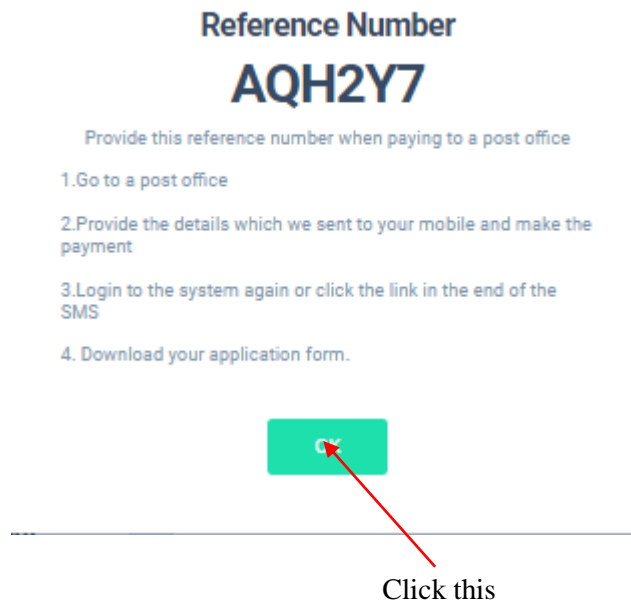 Reference Number
AQH2Y7
Provide this reference number when paying to a post office
1.Go to a post office
2.Provide the details which we sent to your mobile and make the
payment
3.Login to the system again or click the link in the end of the
SMS
4. Download your application form.
OK
Click this